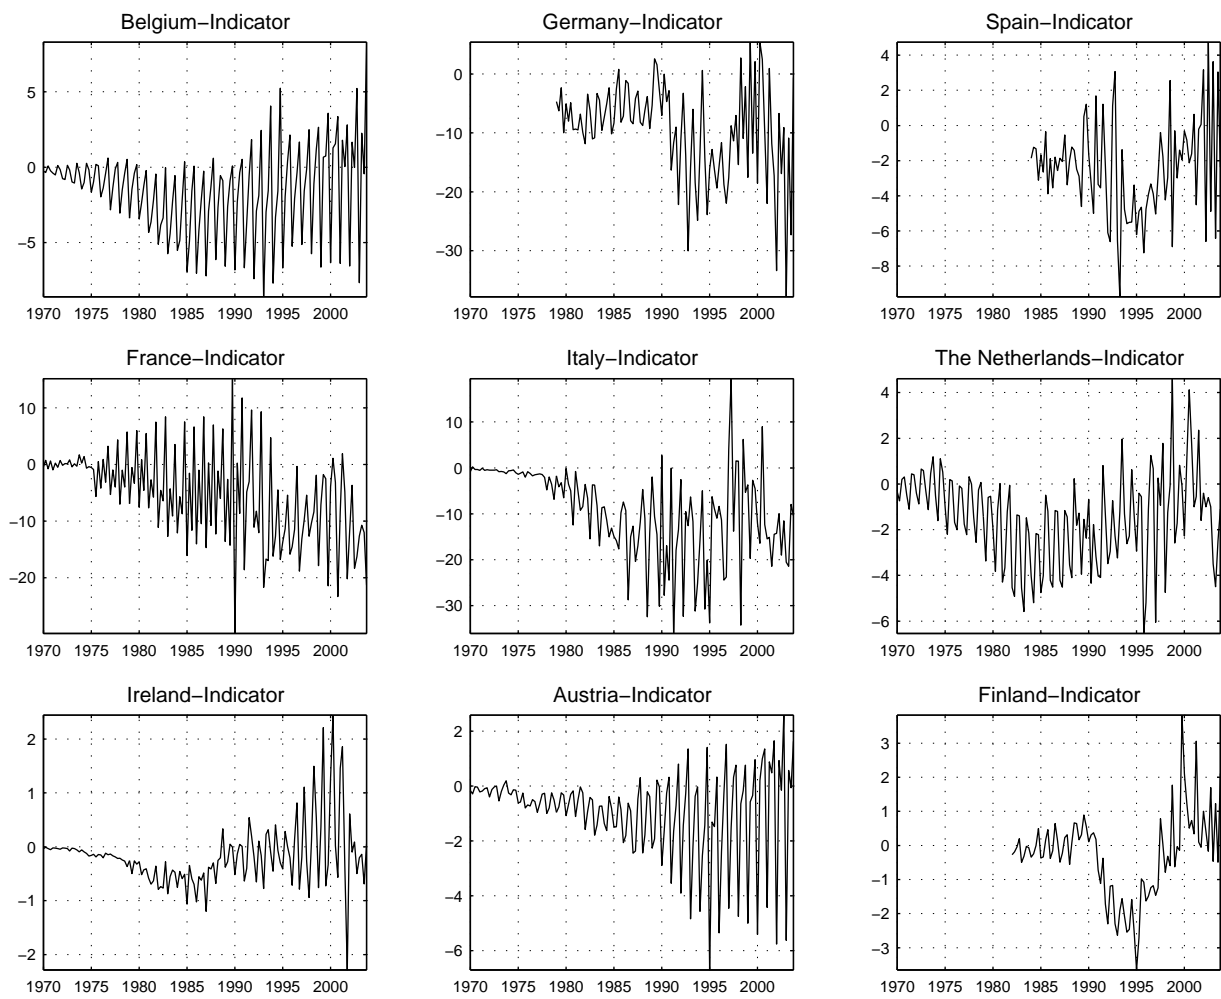 Belgium−Indicator
5
0
−5
1970 1975 1980 1985 1990 1995 2000
Germany−Indicator
0
−10
−20
−30
1970 1975 1980 1985 1990 1995 2000
Spain−Indicator
4
2
0
−2
−4
−6
−8
1970 1975 1980 1985 1990 1995 2000
France−Indicator
10
0
−10
−20
1970 1975 1980 1985 1990 1995 2000
Italy−Indicator
10
0
−10
−20
−30
1970 1975 1980 1985 1990 1995 2000
The Netherlands−Indicator
4
2
0
−2
−4
−6
1970 1975 1980 1985 1990 1995 2000
Ireland−Indicator
2
1
0
−1
−2
1970 1975 1980 1985 1990 1995 2000
Austria−Indicator
2
0
−2
−4
−6
1970 1975 1980 1985 1990 1995 2000
Finland−Indicator
3
2
1
0
−1
−2
−3
1970 1975 1980 1985 1990 1995 2000